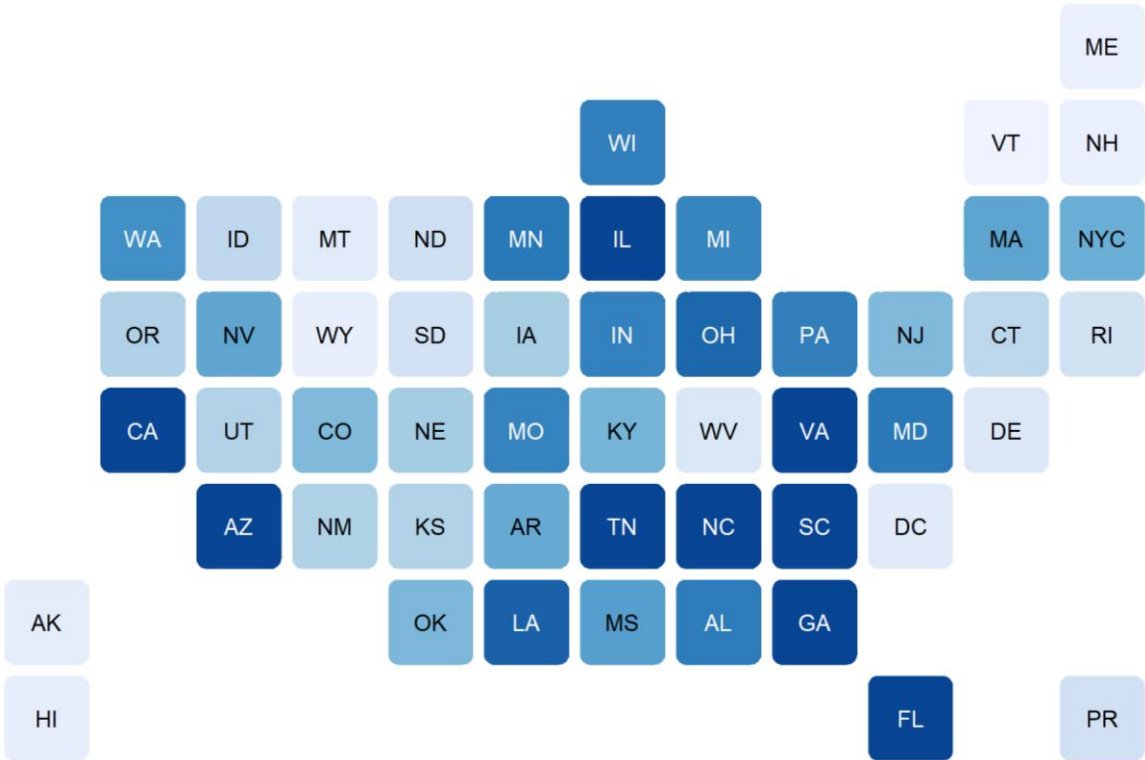 ME
WI VT NH
WA ID MT ND MN IL MI MA NYC
OR NV WY SD IA IN OH PA NJ CT RI
CA UT CO NE MO KY WV VA MD DE
AZ NM KS AR TN NC SC DC
AK OK LA MS AL GA
HI FL PR